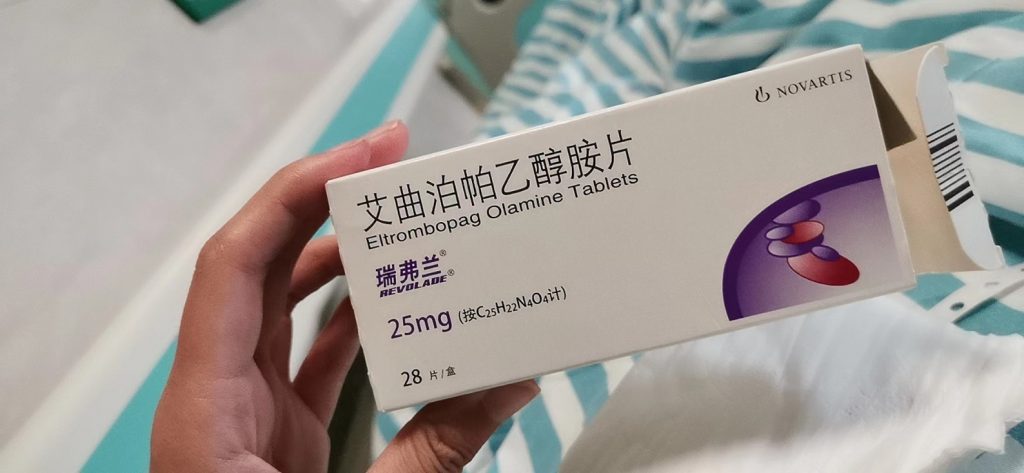 NOVARTIS
艾曲泊帕乙醇胺片
Eltrombopag Olamine Tablets
瑞弗兰®
REVOLADE®
25mg (按C₂₅H₂₂N₄O₄计)
28 片/盒